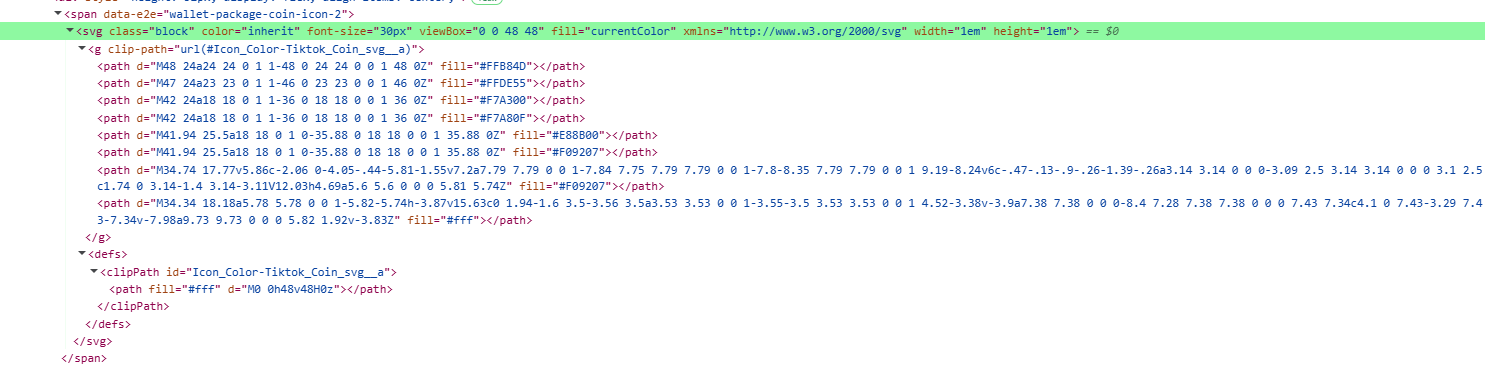 <span data-e2e="wallet-package-coin-icon-2">
<svg class="block" color="inherit" font-size="30px" viewBox="0 0 48 48" fill="currentColor" xmlns="http://www.w3.org/2000/svg" width="1em" height="1em"> == $0
<g clip-path="url(#Icon_Color-Tiktok_Coin_svg__a)">
<path d="M48 24a24 24 0 1 1-48 0 24 24 0 0 1 48 0Z" fill="#FFB84D"></path>
<path d="M47 24a23 23 0 1 1-46 0 23 23 0 0 1 46 0Z" fill="#FFDE55"></path>
<path d="M42 24a18 18 0 1 1-36 0 18 18 0 0 1 36 0Z" fill="#F7A300"></path>
<path d="M42 24a18 18 0 1 1-36 0 18 18 0 0 1 36 0Z" fill="#F7A80F"></path>
<path d="M41.94 25.5a18 18 0 1 0-35.88 0 18 18 0 0 1 35.88 0Z" fill="#E88B00"></path>
<path d="M41.94 25.5a18 18 0 1 0-35.88 0 18 18 0 0 1 35.88 0Z" fill="#F09207"></path>
<path d="M34.74 17.77v5.86c-2.06 0-4.05-.44-5.81-1.55v7.2a7.79 7.79 0 0 1-7.84 7.75 7.79 7.79 0 0 1-7.8-8.35 7.79 7.79 0 0 1 9.19-8.24v6c-.47-.13-.9-.26-1.39-.26a3.14 3.14 0 0 0-3.09 2.5 3.14 3.14 0 0 0 3.1 2.5
c1.74 0 3.14-1.4 3.14-3.11V12.03h4.69a5.6 5.6 0 0 0 5.81 5.74Z" fill="#F09207"></path>
<path d="M34.34 18.18a5.78 5.78 0 0 1-5.82-5.74h-3.87v15.63c0 1.94-1.6 3.5-3.56 3.5a3.53 3.53 0 0 1-3.55-3.5 3.53 3.53 0 0 1 4.52-3.38v-3.9a7.38 7.38 0 0 0-8.4 7.28 7.38 7.38 0 0 0 7.43 7.34c4.1 0 7.43-3.29 7.4
3-7.34v-7.98a9.73 9.73 0 0 0 5.82 1.92v-3.83Z" fill="#fff"></path>
</g>
<defs>
<clipPath id="Icon_Color-Tiktok_Coin_svg__a">
<path fill="#fff" d="M0 0h48v48H0z"></path>
</clipPath>
</defs>
</svg>
</span>